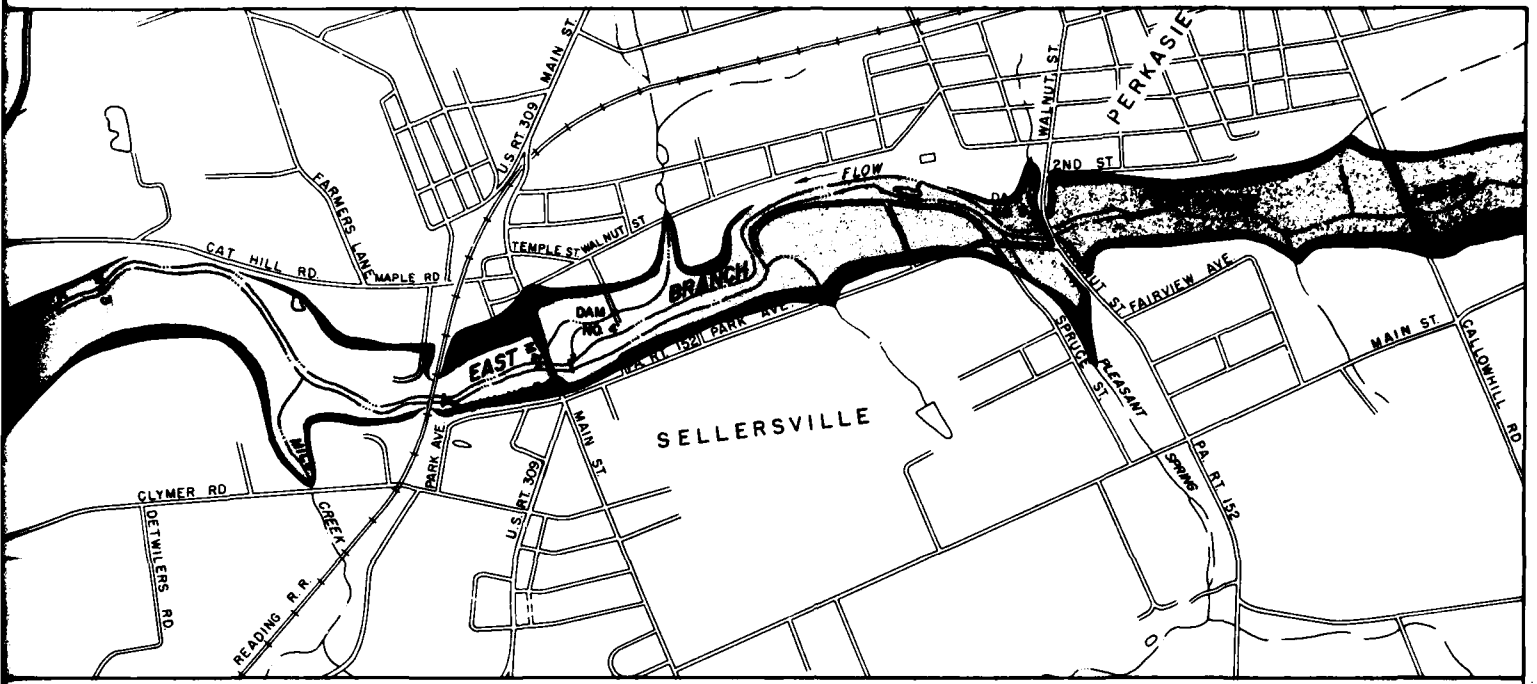 PERKASIE
MAIN ST.
U.S. RT 309
WALNUT ST.
2ND ST
FLOW
FARMERS LANE
CAT HILL RD.
MAPLE RD
TEMPLE ST
WALNUT ST
BRANCH
DAM
NO. 4
EAST
PA RT. 152
PARK AVE.
UT ST
FAIRVIEW AVE.
SPRUCE ST.
PLEASANT
SPRING
MAIN ST.
CALLOWHILL RD
SELLERSVILLE
MAIN ST.
PARK AVE.
U.S. RT. 309
PA. RT 152
MILL
CREEK
CLYMER RD
DETWILERS RD.
READING R.R.